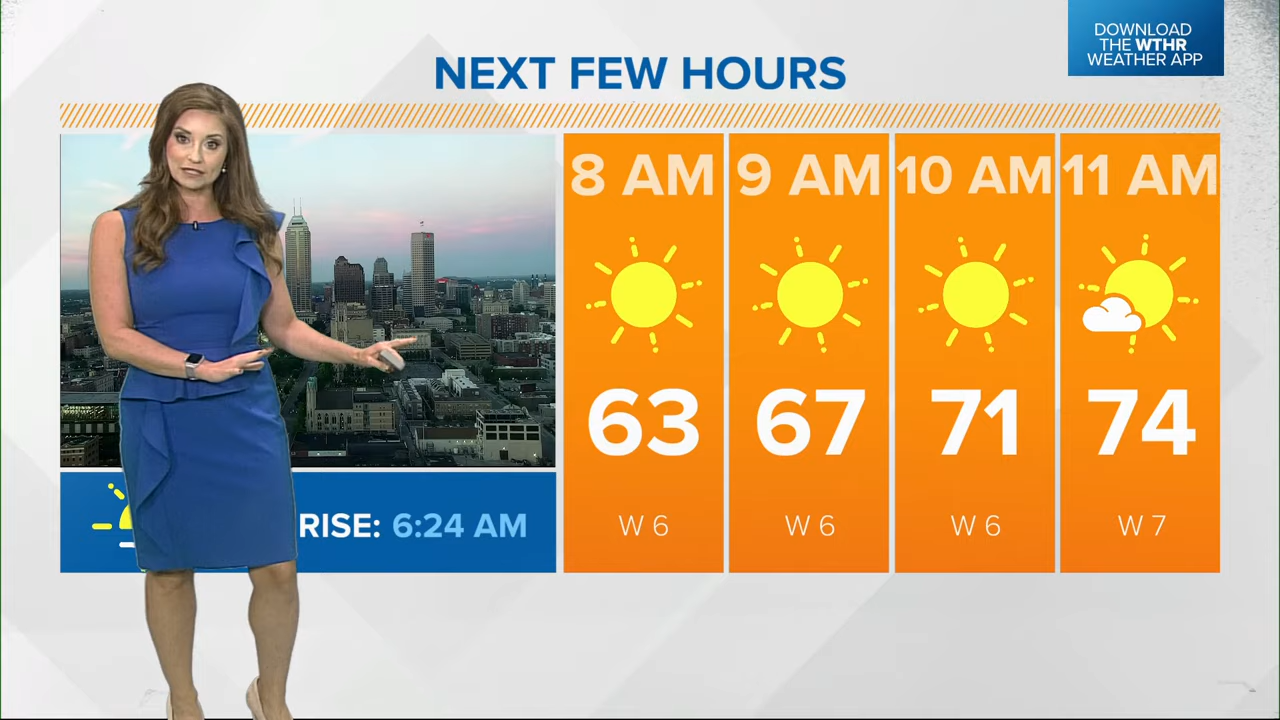 DOWNLOAD
THE WTHR
WEATHER APP
NEXT FEW HOURS
8 AM
9 AM
10 AM
11 AM
63
67
71
74
RISE: 6:24 AM
W 6
W 6
W 6
W 7